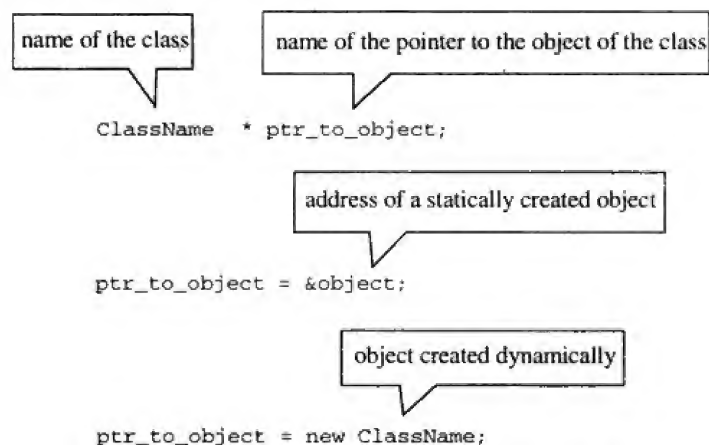 name of the class
name of the pointer to the object of the class
ClassName * ptr_to_object;
address of a statically created object
ptr_to_object = &object;
object created dynamically
ptr_to_object = new ClassName;